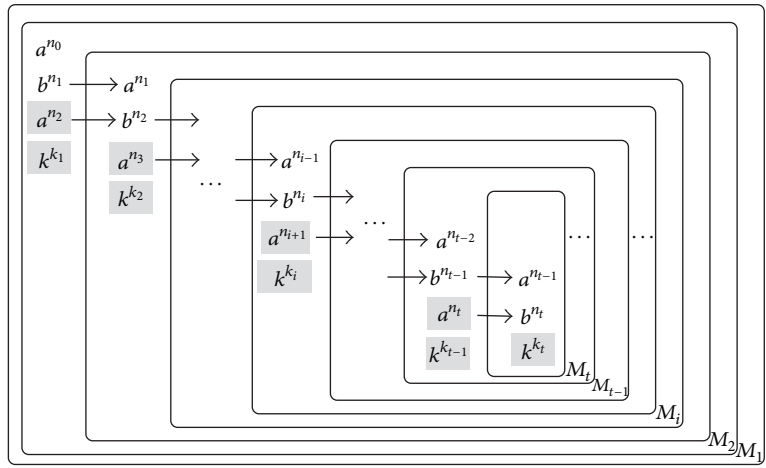 a^{n_0}
b^{n_1} → a^{n_1}
a^{n_2} → b^{n_2} →
k^{k_1} a^{n_3} → → a^{n_{i-1}}
k^{k_2} ... → b^{n_i} →
a^{n_{i+1}} → ... → a^{n_{t-2}} ... ...
k^{k_i} → b^{n_{t-1}} → a^{n_{t-1}}
a^{n_t} → b^{n_t}
k^{k_{t-1}} k^{k_t}
M_t
M_{t-1}
M_i
M_2
M_1